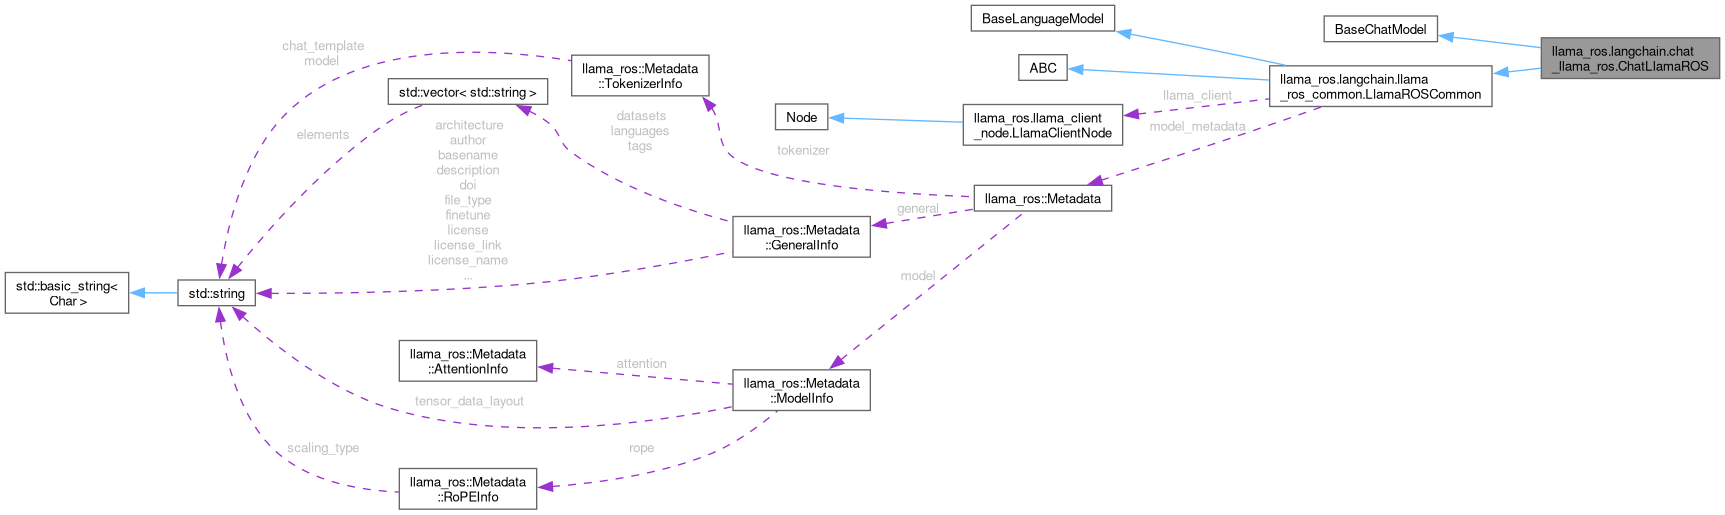 BaseLanguageModel
BaseChatModel
llama_ros.langchain.chat
_llama_ros.ChatLlamaROS
chat_template
model
llama_ros::Metadata
::TokenizerInfo
ABC
llama_ros.langchain.llama
_ros_common.LlamaROSCommon
std::vector< std::string >
llama_client
datasets
languages
tags
Node
llama_ros.llama_client
_node.LlamaClientNode
model_metadata
elements
architecture
author
basename
description
doi
file_type
finetune
license
license_link
license_name
...
tokenizer
llama_ros::Metadata
general
llama_ros::Metadata
::GeneralInfo
model
std::basic_string<
Char >
std::string
llama_ros::Metadata
::AttentionInfo
attention
llama_ros::Metadata
::ModelInfo
tensor_data_layout
scaling_type
rope
llama_ros::Metadata
::RoPEInfo